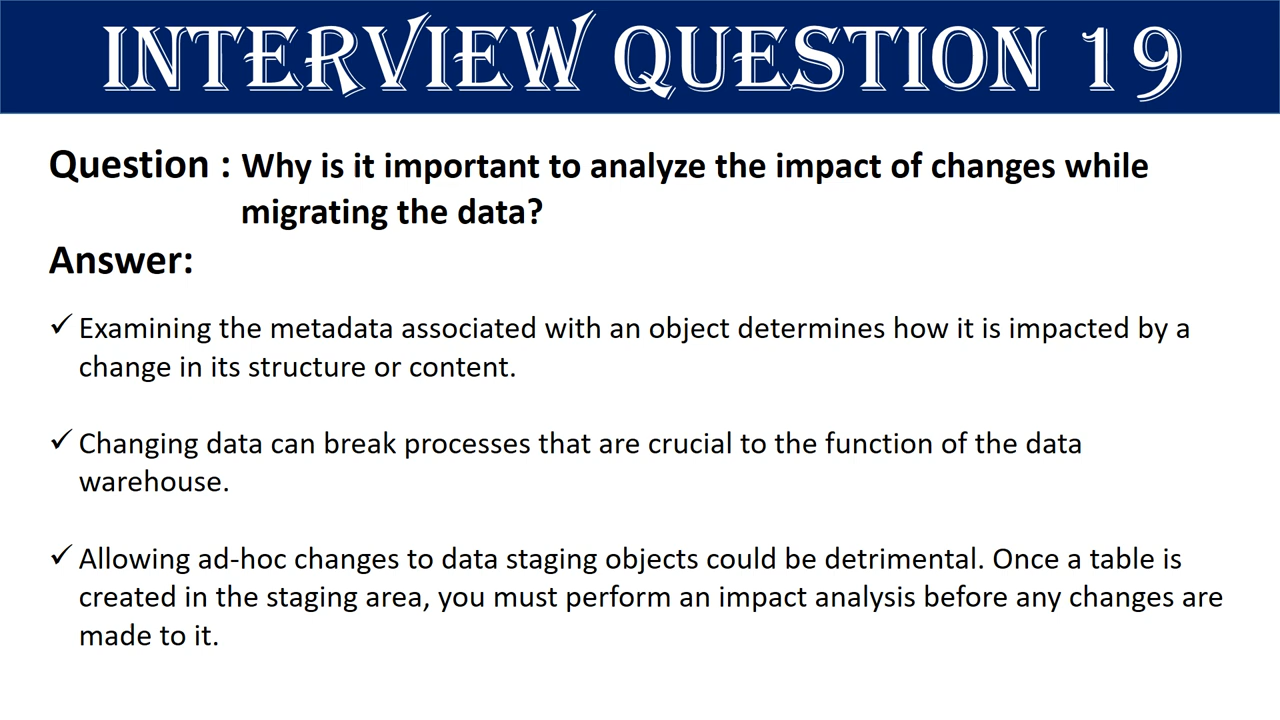 INTERVIEW QUESTION 19
Question : Why is it important to analyze the impact of changes while
migrating the data?
Answer:
✓ Examining the metadata associated with an object determines how it is impacted by a
change in its structure or content.
✓ Changing data can break processes that are crucial to the function of the data
warehouse.
✓ Allowing ad-hoc changes to data staging objects could be detrimental. Once a table is
created in the staging area, you must perform an impact analysis before any changes are
made to it.